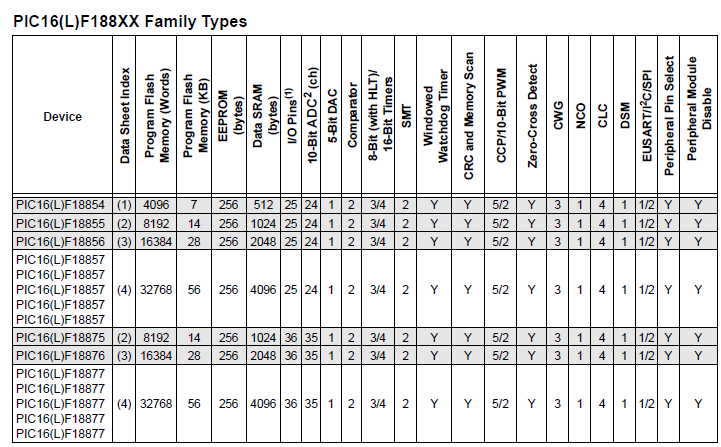 PIC16(L)F188XX Family Types
Device
Data Sheet Index
Program Flash Memory (Words)
Program Flash Memory (KB)
EEPROM (bytes)
Data SRAM (bytes)
I/O Pins(1)
10-Bit ADC2 (ch)
5-Bit DAC
Comparator
8-Bit (with HLT)/ 16-Bit Timers
SMT
Windowed Watchdog Timer
CRC and Memory Scan
CCP/10-Bit PWM
Zero-Cross Detect
CWG
NCO
CLC
DSM
EUSART/I2C/SPI
Peripheral Pin Select
Peripheral Module Disable
PIC16(L)F18854 (1) 4096 7 256 512 25 24 1 2 3/4 2 Y Y 5/2 Y 3 1 4 1 1/2 Y Y
PIC16(L)F18855 (2) 8192 14 256 1024 25 24 1 2 3/4 2 Y Y 5/2 Y 3 1 4 1 1/2 Y Y
PIC16(L)F18856 (3) 16384 28 256 2048 25 24 1 2 3/4 2 Y Y 5/2 Y 3 1 4 1 1/2 Y Y
PIC16(L)F18857
PIC16(L)F18857
PIC16(L)F18857 (4) 32768 56 256 4096 25 24 1 2 3/4 2 Y Y 5/2 Y 3 1 4 1 1/2 Y Y
PIC16(L)F18857
PIC16(L)F18857
PIC16(L)F18875 (2) 8192 14 256 1024 36 35 1 2 3/4 2 Y Y 5/2 Y 3 1 4 1 1/2 Y Y
PIC16(L)F18876 (3) 16384 28 256 2048 36 35 1 2 3/4 2 Y Y 5/2 Y 3 1 4 1 1/2 Y Y
PIC16(L)F18877
PIC16(L)F18877
PIC16(L)F18877 (4) 32768 56 256 4096 36 35 1 2 3/4 2 Y Y 5/2 Y 3 1 4 1 1/2 Y Y
PIC16(L)F18877
PIC16(L)F18877